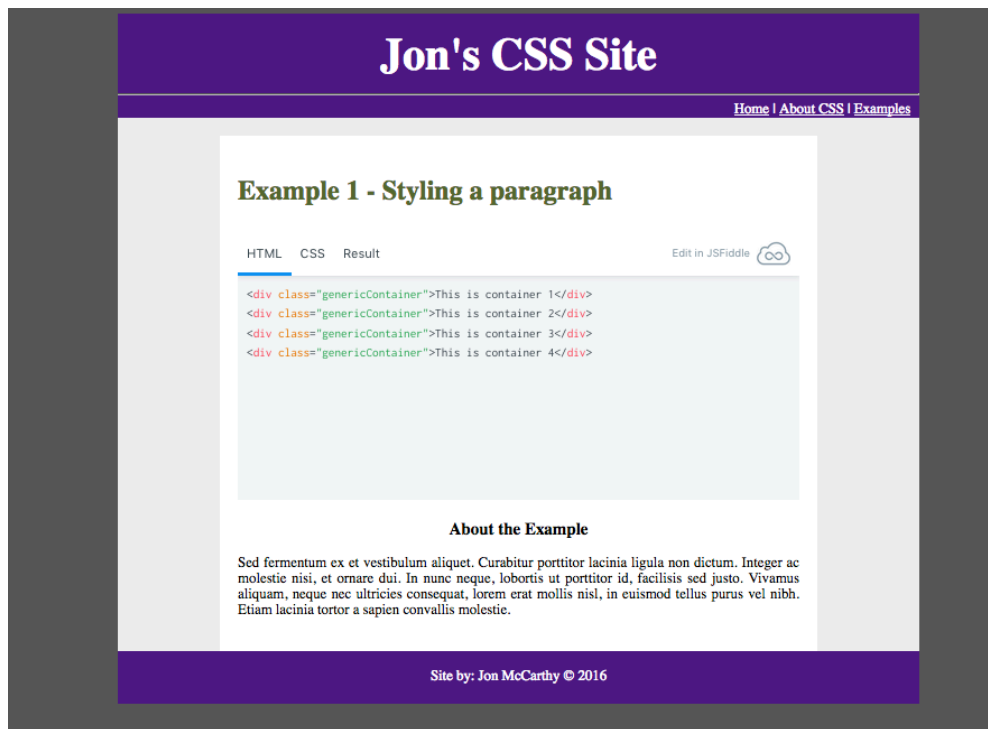 Jon's CSS Site
Home | About CSS | Examples
Example 1 - Styling a paragraph
HTML CSS Result Edit in JSFiddle
<div class="genericContainer">This is container 1</div>
<div class="genericContainer">This is container 2</div>
<div class="genericContainer">This is container 3</div>
<div class="genericContainer">This is container 4</div>
About the Example
Sed fermentum ex et vestibulum aliquet. Curabitur porttitor lacinia ligula non dictum. Integer ac
molestie nisi, et ornare dui. In nunc neque, lobortis ut porttitor id, facilisis sed justo. Vivamus
aliquam, neque nec ultricies consequat, lorem erat mollis nisl, in euismod tellus purus vel nibh.
Etiam lacinia tortor a sapien convallis molestie.
Site by: Jon McCarthy © 2016